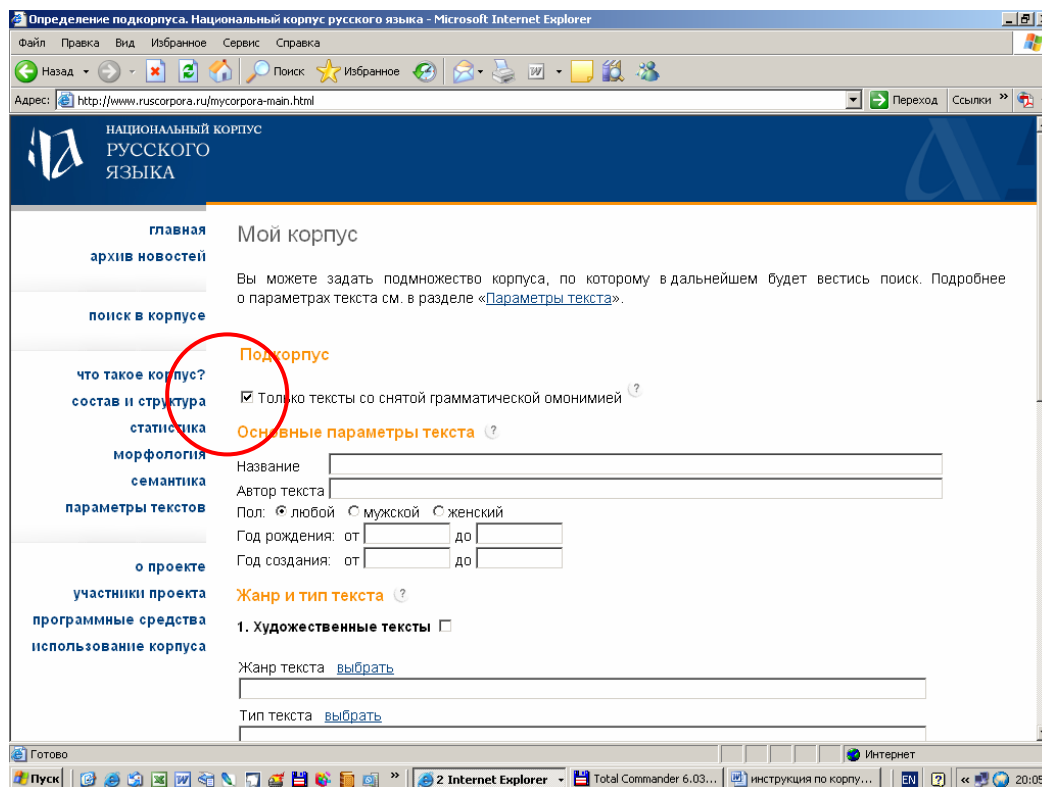 Определение подкорпуса. Национальный корпус русского языка - Microsoft Internet Explorer
Файл Правка Вид Избранное Сервис Справка
Назад Поиск Избранное
Адрес: http://www.ruscorpora.ru/mycorpora-main.html Переход Ссылки »
НАЦИОНАЛЬНЫЙ КОРПУС
РУССКОГО
ЯЗЫКА
главная
архив новостей
поиск в корпусе
что такое корпус?
состав и структура
статистика
морфология
семантика
параметры текстов
о проекте
участники проекта
программные средства
использование корпуса
Мой корпус
Вы можете задать подмножество корпуса, по которому в дальнейшем будет вестись поиск. Подробнее
о параметрах текста см. в разделе «Параметры текста».
Подкорпус
Только тексты со снятой грамматической омонимией ?
Основные параметры текста ?
Название
Автор текста
Пол: любой мужской женский
Год рождения: от до
Год создания: от до
Жанр и тип текста ?
1. Художественные тексты
Жанр текста выбрать
Тип текста выбрать
Готово Интернет
Пуск » 2 Internet Explorer Total Commander 6.03... инструкция по корпу... EN « 20:05